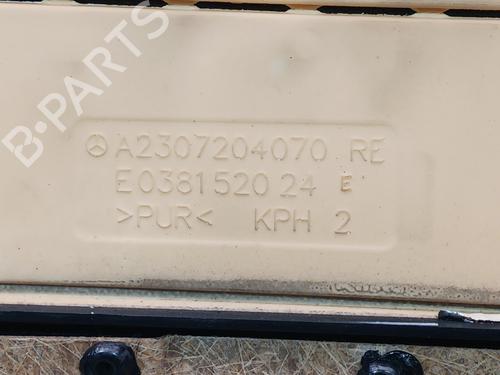 B-PARTS
A2307204070 RE
E0381520 24 E
>PUR< KPH 2